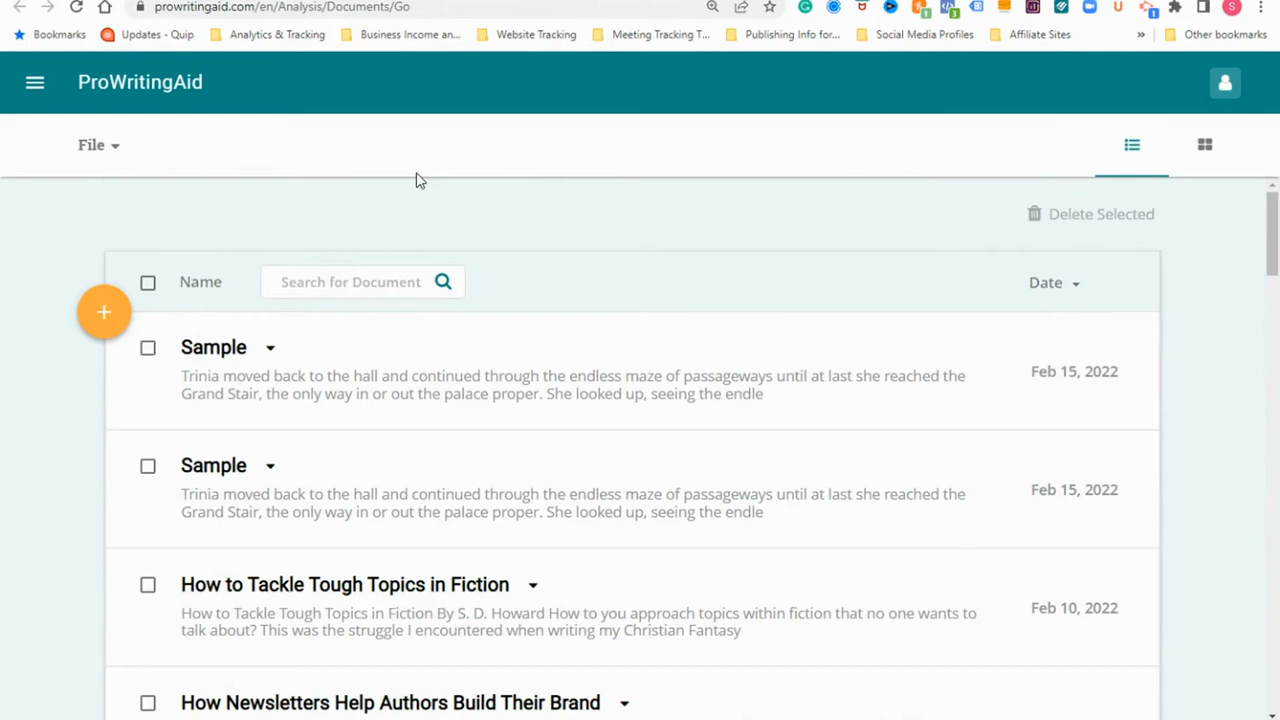 prowritingaid.com/en/Analysis/Documents/Go
Bookmarks Updates - Quip Analytics & Tracking Business Income an... Website Tracking Meeting Tracking T... Publishing Info for... Social Media Profiles Affiliate Sites » Other bookmarks
ProWritingAid
File
Delete Selected
Name Search for Document Date
+
Sample
Trinia moved back to the hall and continued through the endless maze of passageways until at last she reached the
Grand Stair, the only way in or out the palace proper. She looked up, seeing the endle
Feb 15, 2022
Sample
Trinia moved back to the hall and continued through the endless maze of passageways until at last she reached the
Grand Stair, the only way in or out the palace proper. She looked up, seeing the endle
Feb 15, 2022
How to Tackle Tough Topics in Fiction
How to Tackle Tough Topics in Fiction By S. D. Howard How to you approach topics within fiction that no one wants to
talk about? This was the struggle I encountered when writing my Christian Fantasy
Feb 10, 2022
How Newsletters Help Authors Build Their Brand